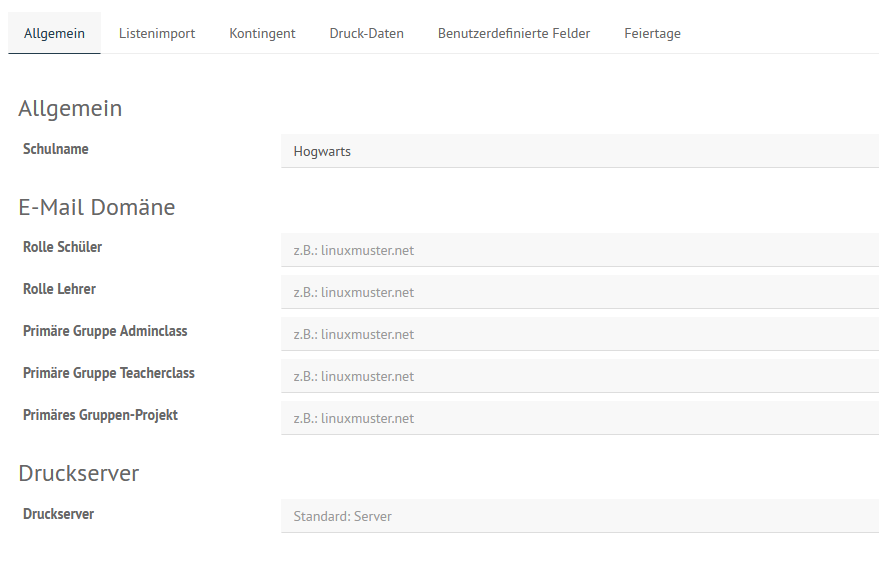 Allgemein Listenimport Kontingent Druck-Daten Benutzerdefinierte Felder Feiertage
Allgemein
Schulname Hogwarts
E-Mail Domäne
Rolle Schüler z.B.: linuxmuster.net
Rolle Lehrer z.B.: linuxmuster.net
Primäre Gruppe Adminclass z.B.: linuxmuster.net
Primäre Gruppe Teacherclass z.B.: linuxmuster.net
Primäres Gruppen-Projekt z.B.: linuxmuster.net
Druckserver
Druckserver Standard: Server